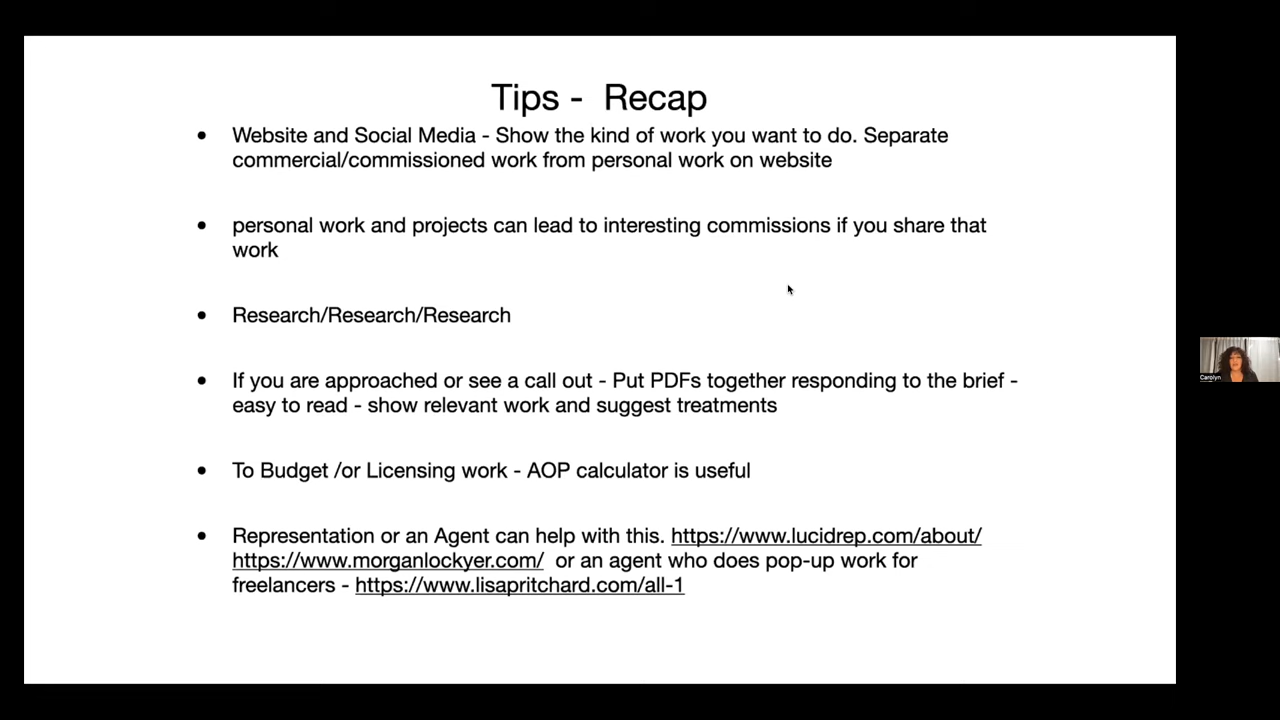 Tips -  Recap
• Website and Social Media - Show the kind of work you want to do. Separate
commercial/commissioned work from personal work on website
• personal work and projects can lead to interesting commissions if you share that
work
• Research/Research/Research
• If you are approached or see a call out - Put PDFs together responding to the brief -
easy to read - show relevant work and suggest treatments
• To Budget /or Licensing work - AOP calculator is useful
• Representation or an Agent can help with this. https://www.lucidrep.com/about/
https://www.morganlockyer.com/  or an agent who does pop-up work for
freelancers - https://www.lisapritchard.com/all-1
Carolyn